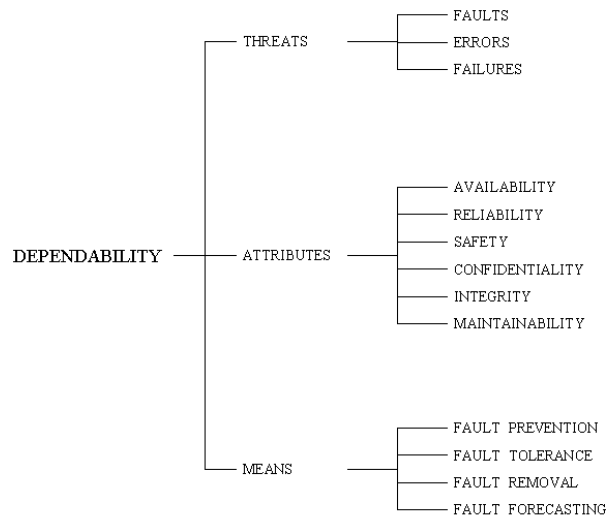 DEPENDABILITY
THREATS
FAULTS
ERRORS
FAILURES
ATTRIBUTES
AVAILABILITY
RELIABILITY
SAFETY
CONFIDENTIALITY
INTEGRITY
MAINTAINABILITY
MEANS
FAULT PREVENTION
FAULT TOLERANCE
FAULT REMOVAL
FAULT FORECASTING